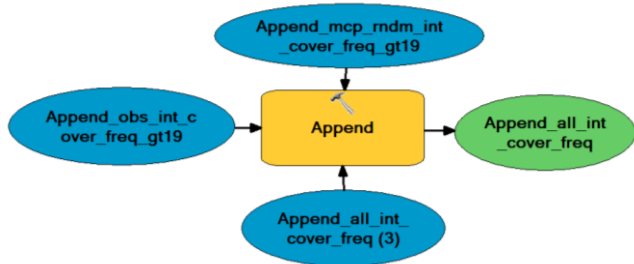 Append_mcp_rndm_int
_cover_freq_gt19
Append_obs_int_c
over_freq_gt19
Append
Append_all_int
_cover_freq
Append_all_int_
cover_freq (3)